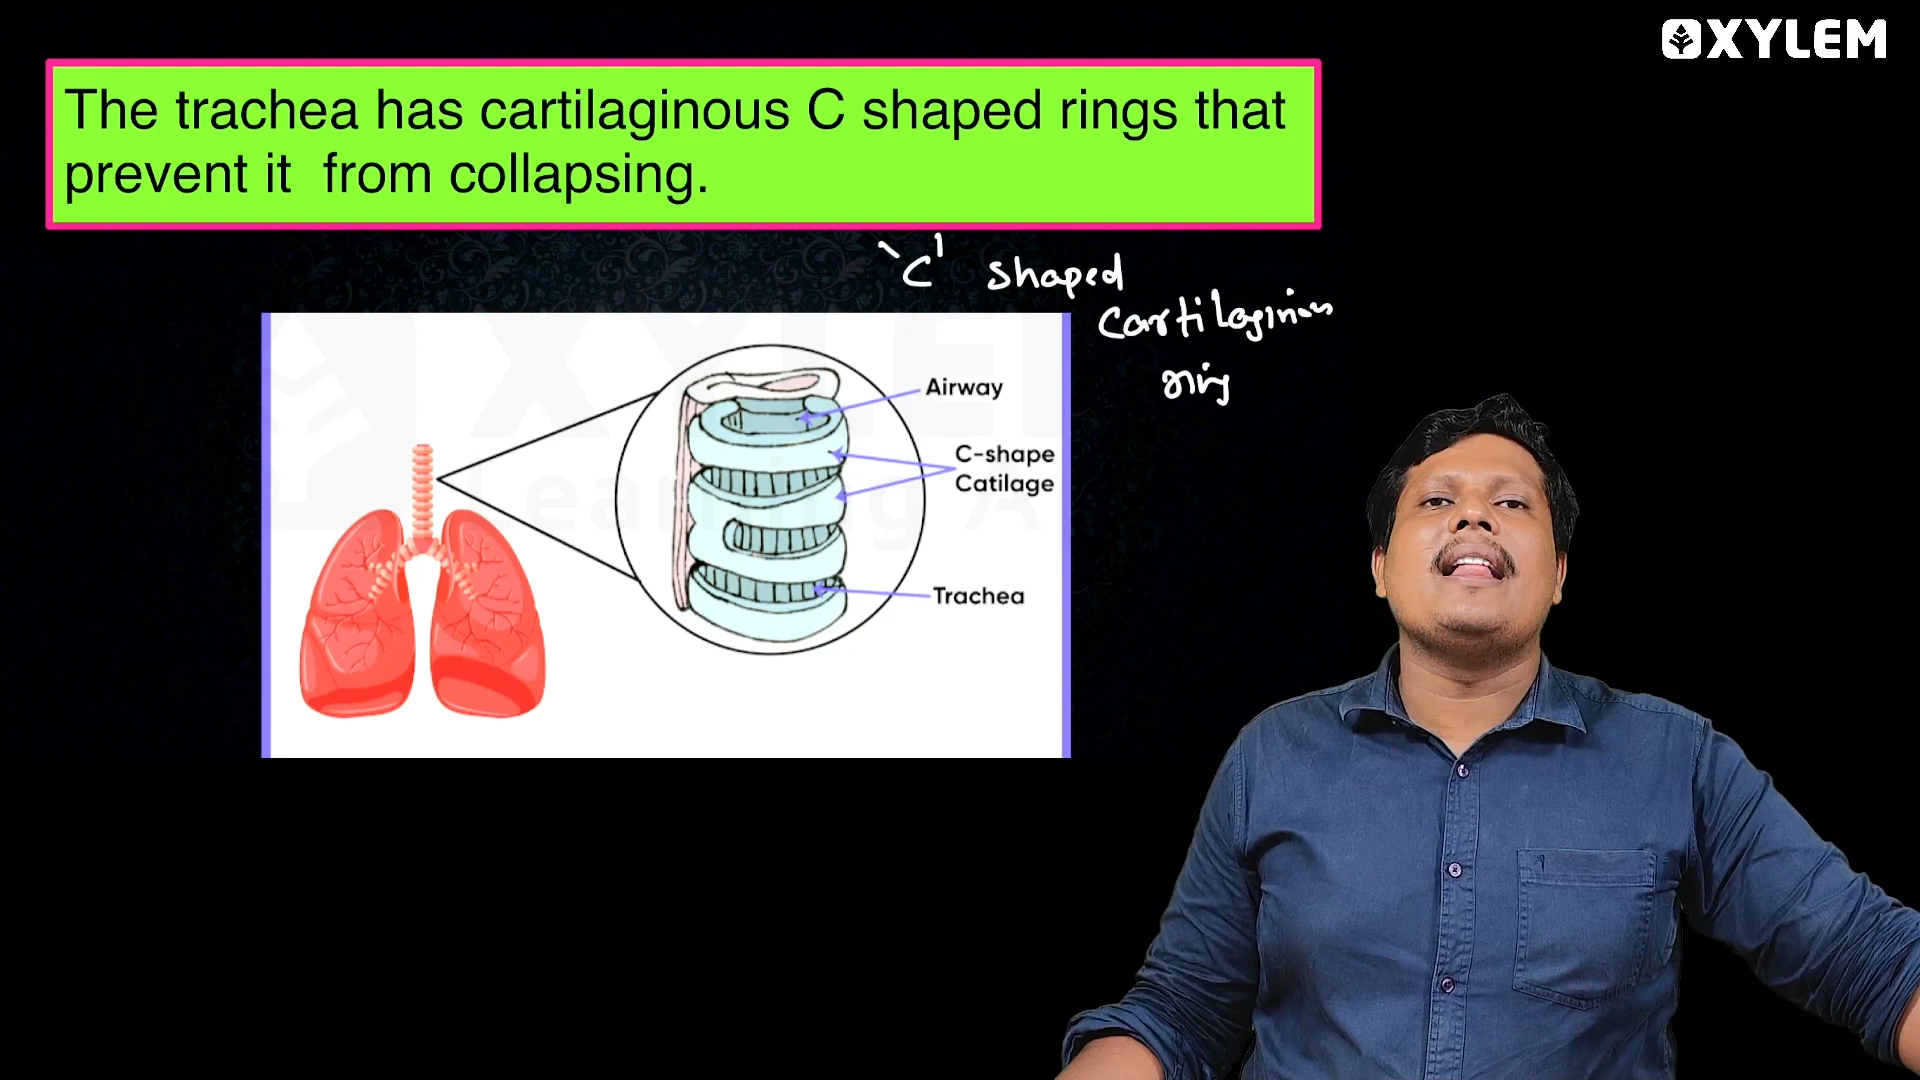 XYLEM
The trachea has cartilaginous C shaped rings that
prevent it from collapsing.
'C' shaped
cartilaginous
ring
Airway
C-shape
Catilage
Trachea